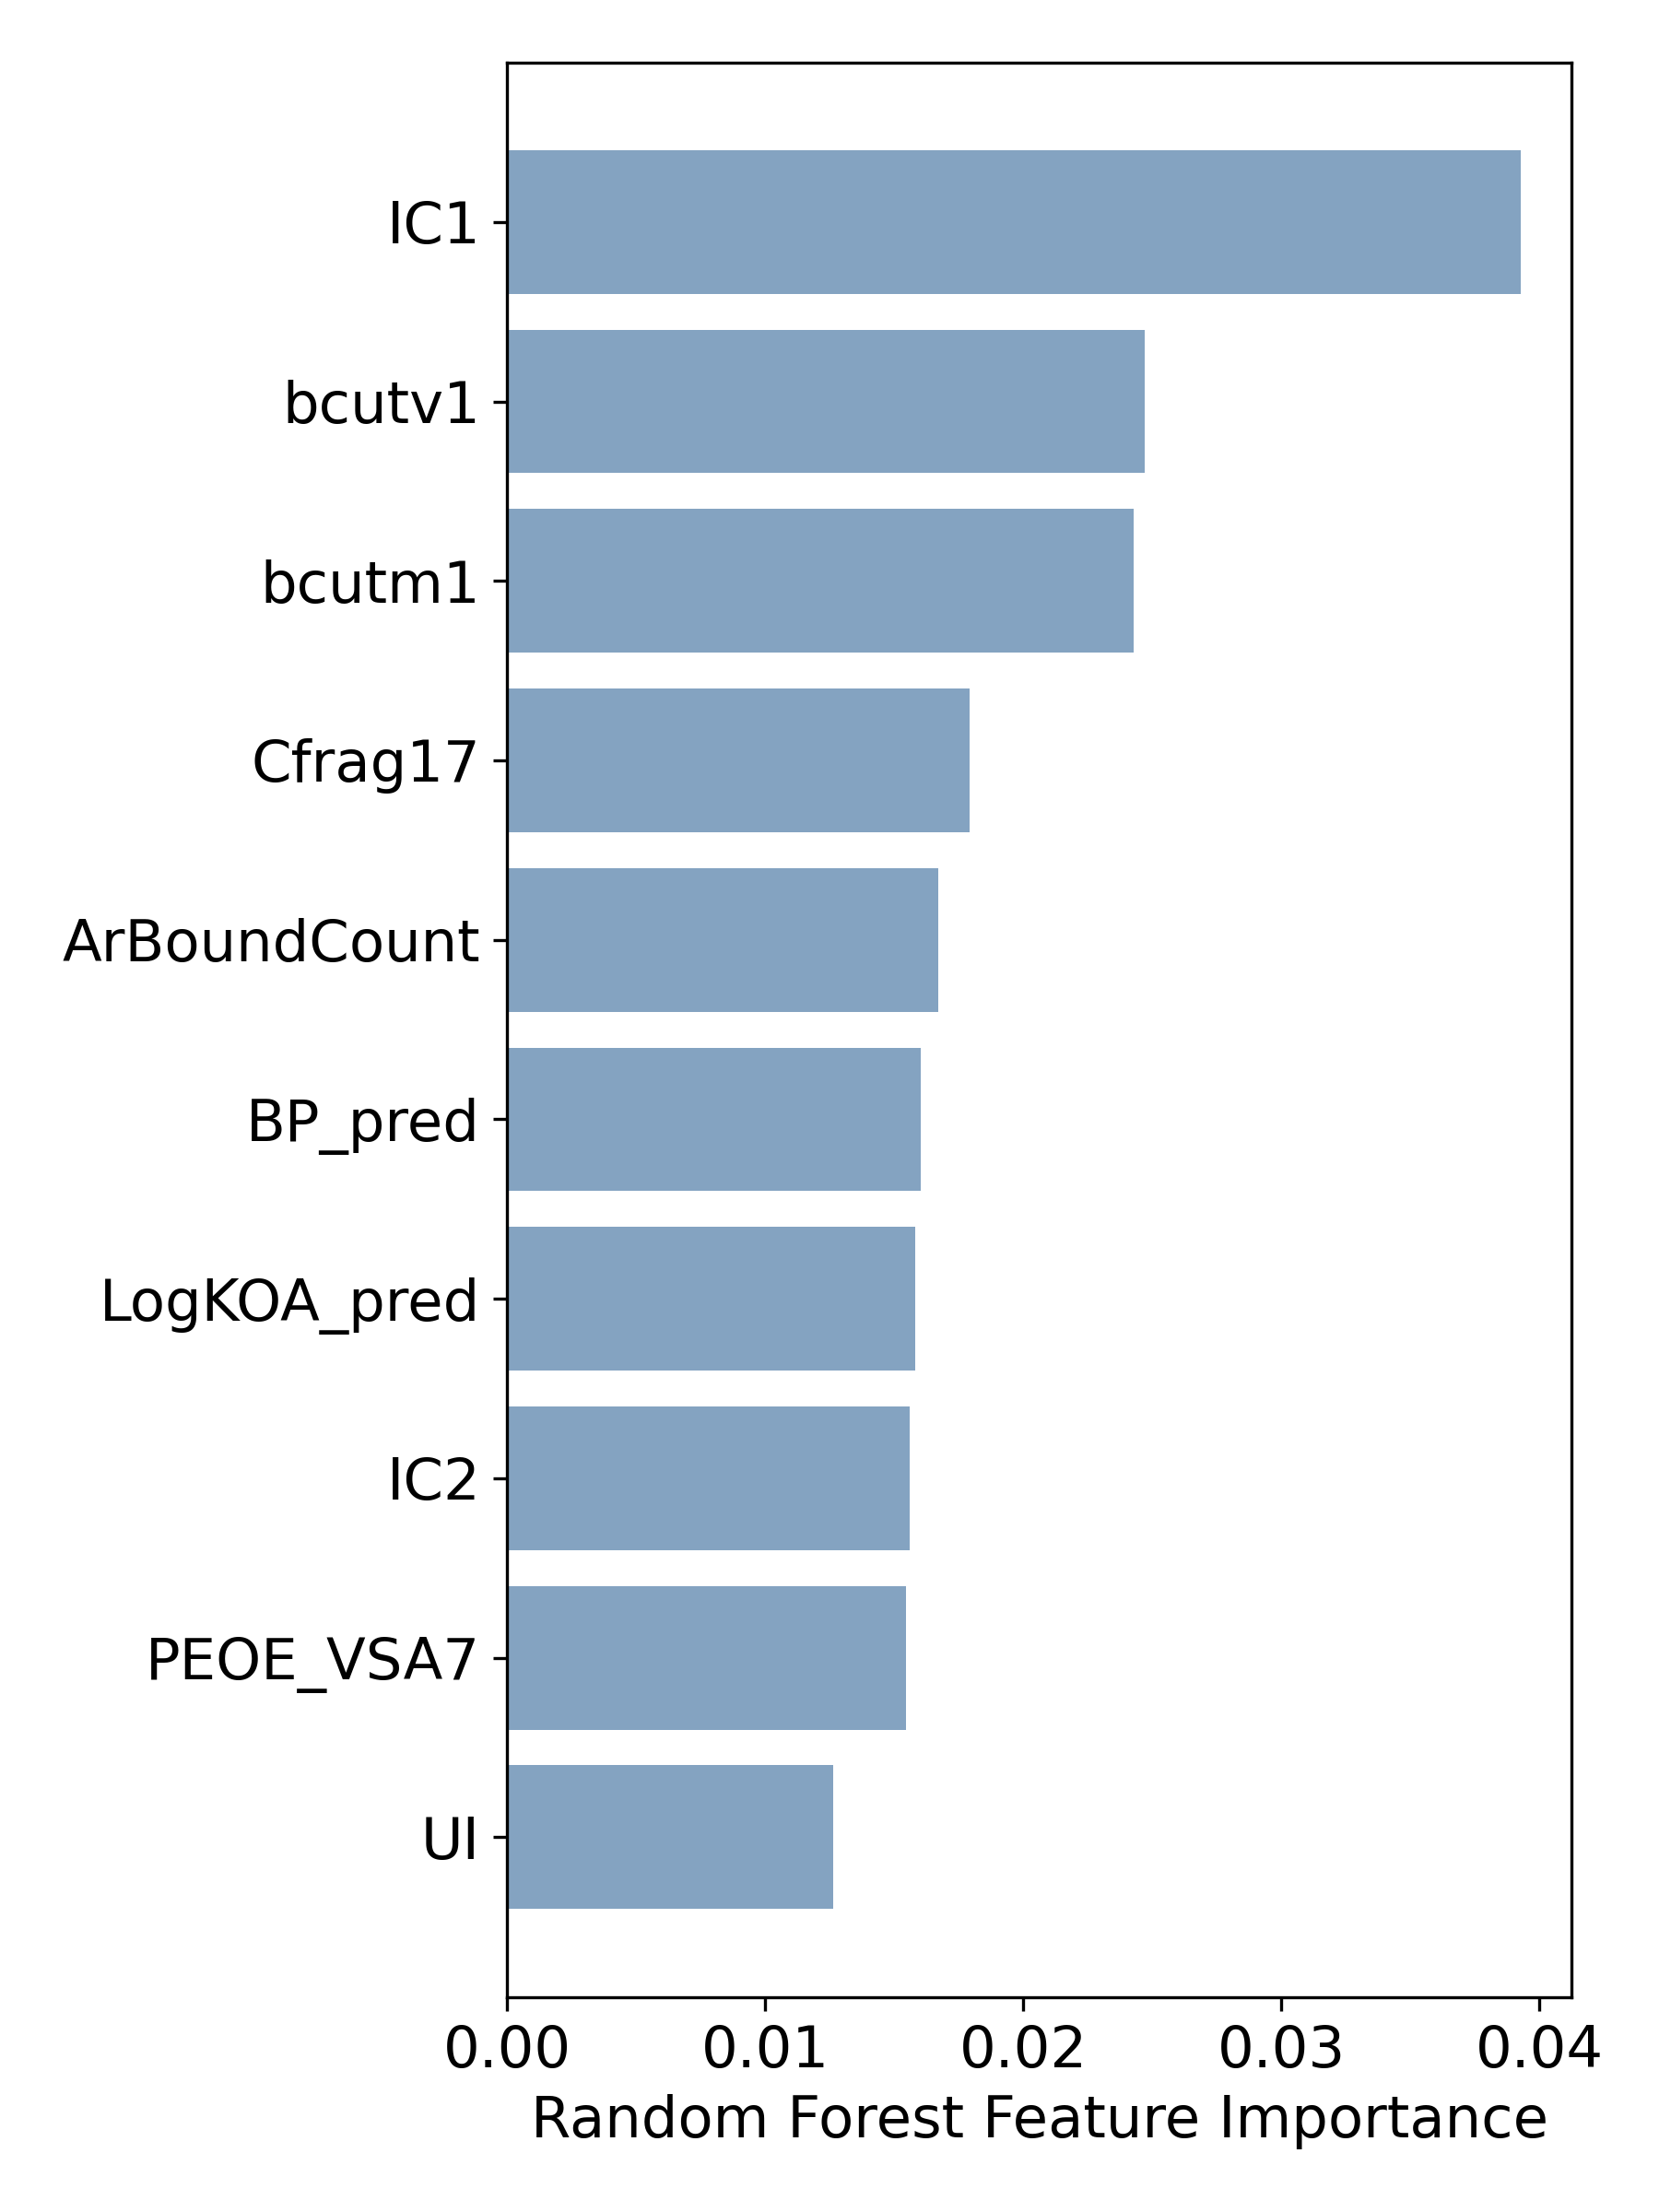 IC1
bcutv1
bcutm1
Cfrag17
ArBoundCount
BP_pred
LogKOA_pred
IC2
PEOE_VSA7
UI
0.00 0.01 0.02 0.03 0.04
Random Forest Feature Importance